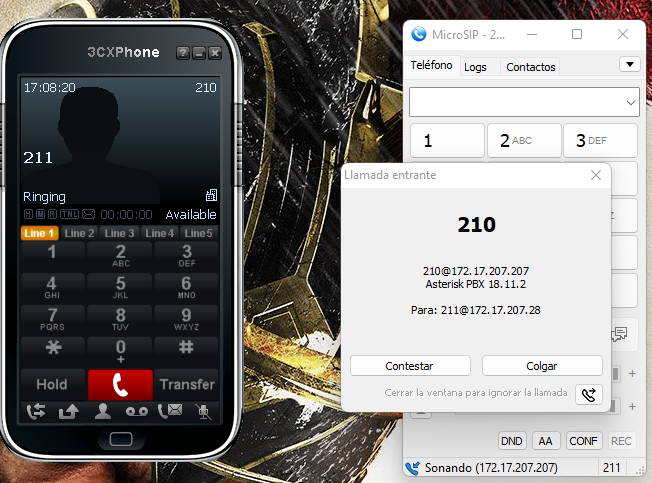 3CXPhone
17:08:20 210
211
Ringing
H M R TNL 00:00:00 Available
Line 1 Line 2 Line 3 Line 4 Line5
1 2 3
ABC DEF
4 5 6
GHI JKL MNO
7 8 9
PQRS TUV WXYZ
* 0 #
+
Hold Transfer
MicroSIP - 2...
Teléfono Logs Contactos
1 2 ABC 3 DEF
Llamada entrante
210
210@172.17.207.207
Asterisk PBX 18.11.2
Para: 211@172.17.207.28
Contestar Colgar
Cerrar la ventana para ignorar la llamada
+
+
DND AA CONF REC
Sonando (172.17.207.207) 211